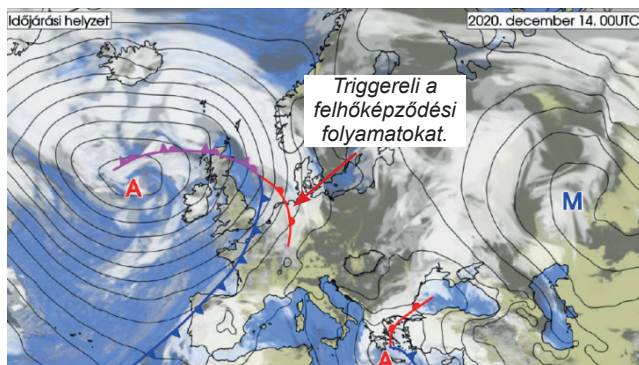 Időjárási helyzet
2020. december 14. 00UTC
Triggereli a
felhőképződési
folyamatokat.
A
M
A